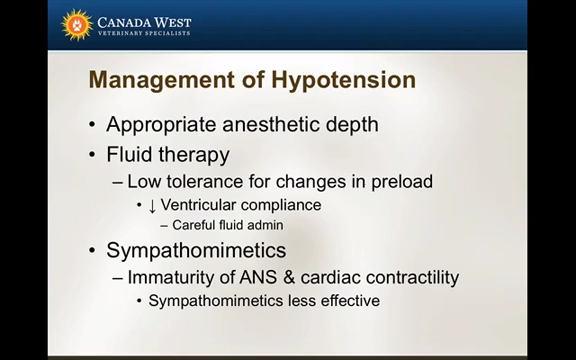 CANADA WEST
VETERINARY SPECIALISTS
Management of Hypotension
• Appropriate anesthetic depth
• Fluid therapy
– Low tolerance for changes in preload
• ↓ Ventricular compliance
– Careful fluid admin
• Sympathomimetics
– Immaturity of ANS & cardiac contractility
• Sympathomimetics less effective